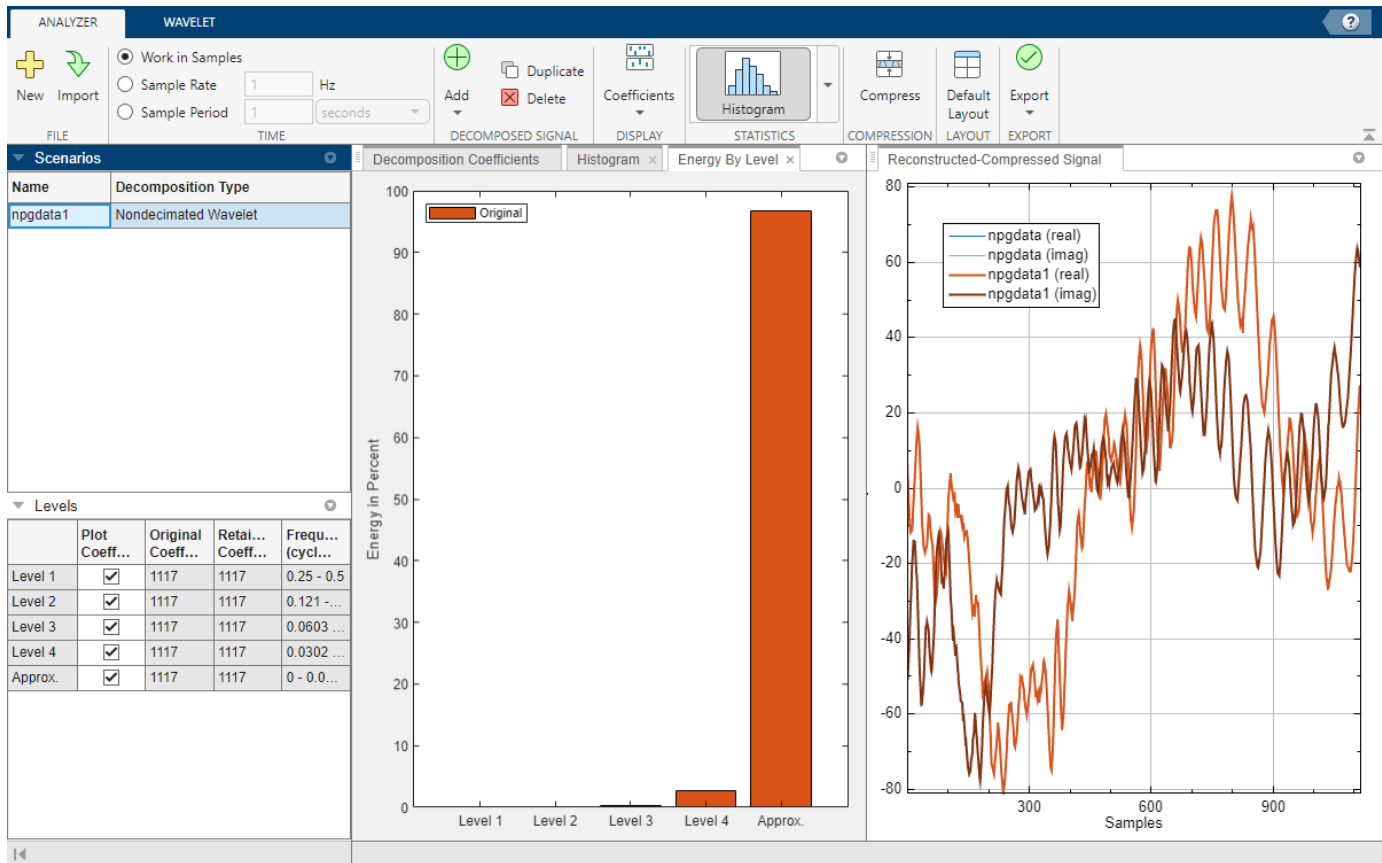 ANALYZER WAVELET
?
New Import
Work in Samples
Sample Rate 1 Hz
Sample Period 1 seconds
Add
Duplicate
Delete
Coefficients
Histogram
Compress
Default
Layout
Export
FILE TIME DECOMPOSED SIGNAL DISPLAY STATISTICS COMPRESSION LAYOUT EXPORT
Scenarios
Name Decomposition Type
npgdata1 Nondecimated Wavelet
Levels
Plot Original Retai... Frequ...
Coeff... Coeff... Coeff... (cycl...
Level 1 1117 1117 0.25 - 0.5
Level 2 1117 1117 0.121 -...
Level 3 1117 1117 0.0603 ...
Level 4 1117 1117 0.0302 ...
Approx. 1117 1117 0 - 0.0...
Decomposition Coefficients Histogram × Energy By Level ×
Original
100
90
80
70
60
50
40
30
20
10
0
Energy in Percent
Level 1 Level 2 Level 3 Level 4 Approx.
Reconstructed-Compressed Signal
npgdata (real)
npgdata (imag)
npgdata1 (real)
npgdata1 (imag)
80
60
40
20
0
-20
-40
-60
-80
300 600 900
Samples